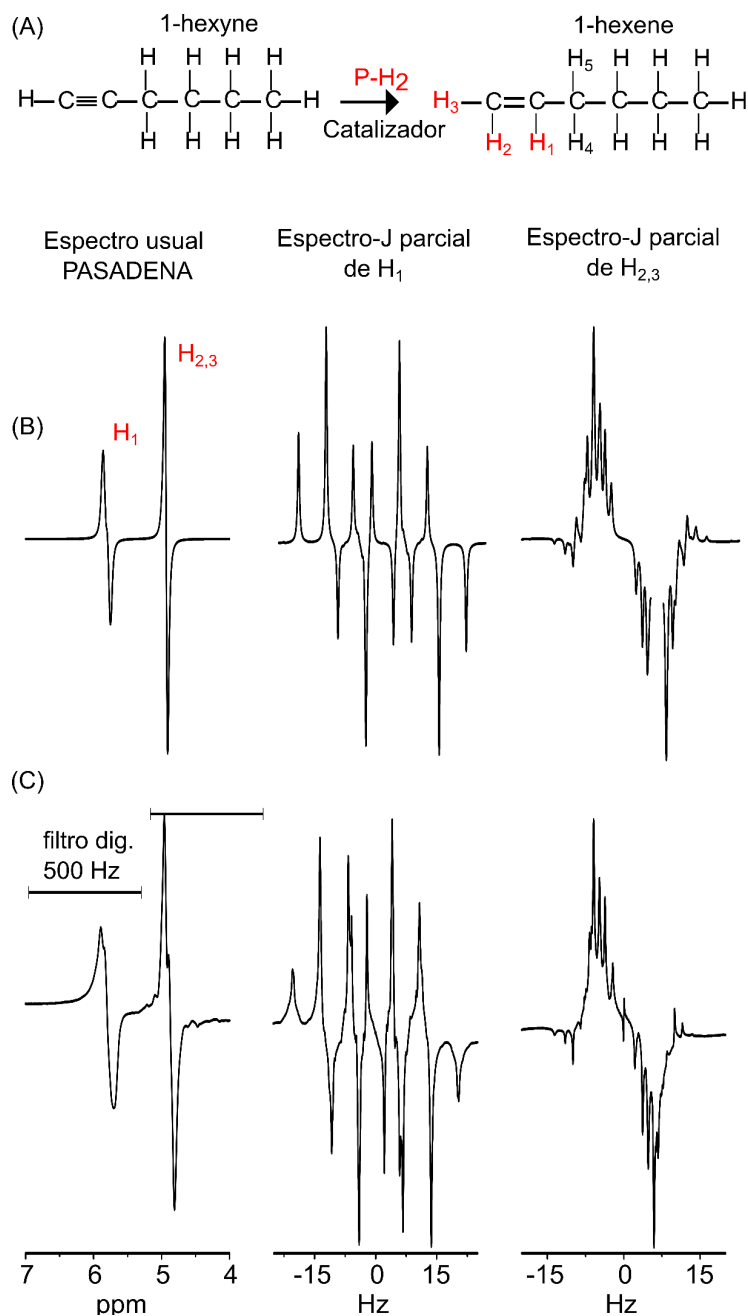 (A)
1-hexyne
1-hexene
H H H H
H—C≡C—C—C—C—C—H
H H H H
P-H2
Catalizador
H5 H H H
H3—C=C—C—C—C—C—H
H2 H1 H4 H H H
Espectro usual
PASADENA
Espectro-J parcial
de H1
Espectro-J parcial
de H2,3
(B)
H1
H2,3
(C)
filtro dig.
500 Hz
7 6 5 4
ppm
-15 0 15
Hz
-15 0 15
Hz